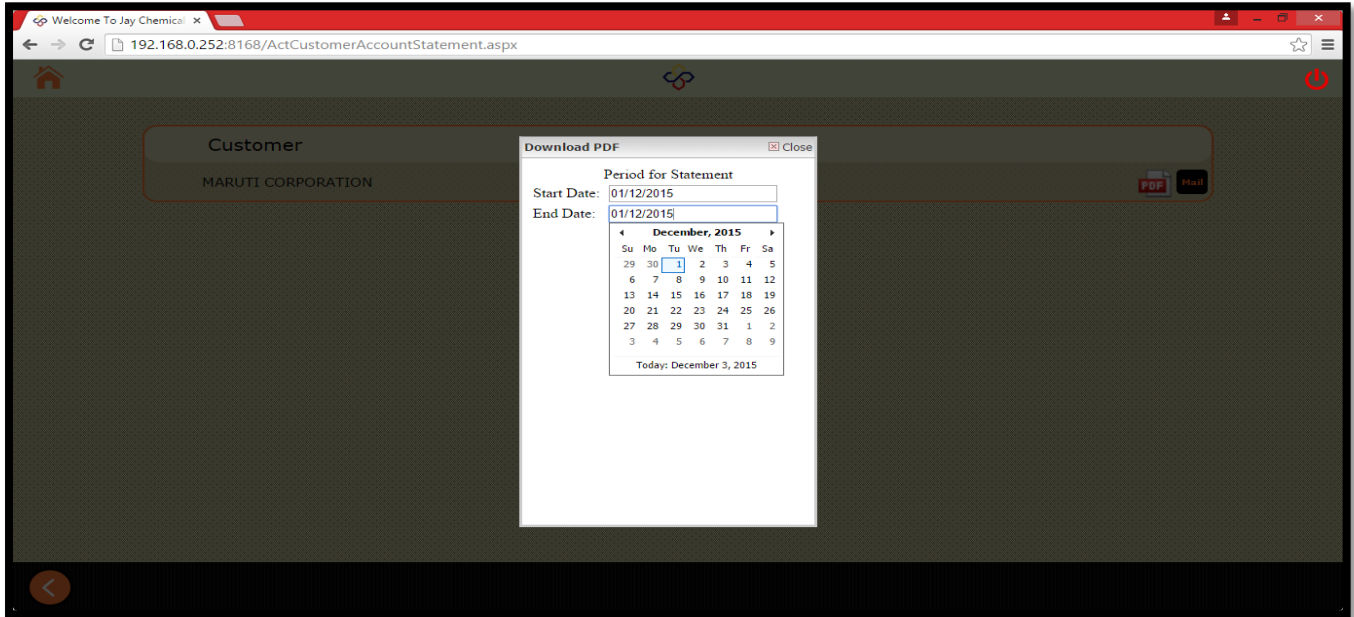 Welcome To Jay Chemical
192.168.0.252:8168/ActCustomerAccountStatement.aspx
Customer
MARUTI CORPORATION
PDF Mail
Download PDF Close
Period for Statement
Start Date: 01/12/2015
End Date: 01/12/2015
December, 2015
Su Mo Tu We Th Fr Sa
29 30 1 2 3 4 5
6 7 8 9 10 11 12
13 14 15 16 17 18 19
20 21 22 23 24 25 26
27 28 29 30 31 1 2
3 4 5 6 7 8 9
Today: December 3, 2015